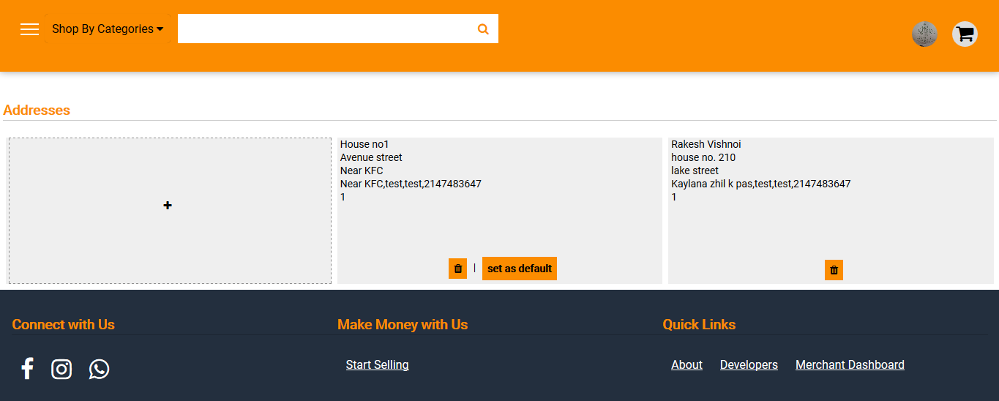 Shop By Categories
Addresses
House no1
Avenue street
Near KFC
Near KFC,test,test,2147483647
1
| set as default
Rakesh Vishnoi
house no. 210
lake street
Kaylana zhil k pas,test,test,2147483647
1
Connect with Us
Make Money with Us
Start Selling
Quick Links
About Developers Merchant Dashboard